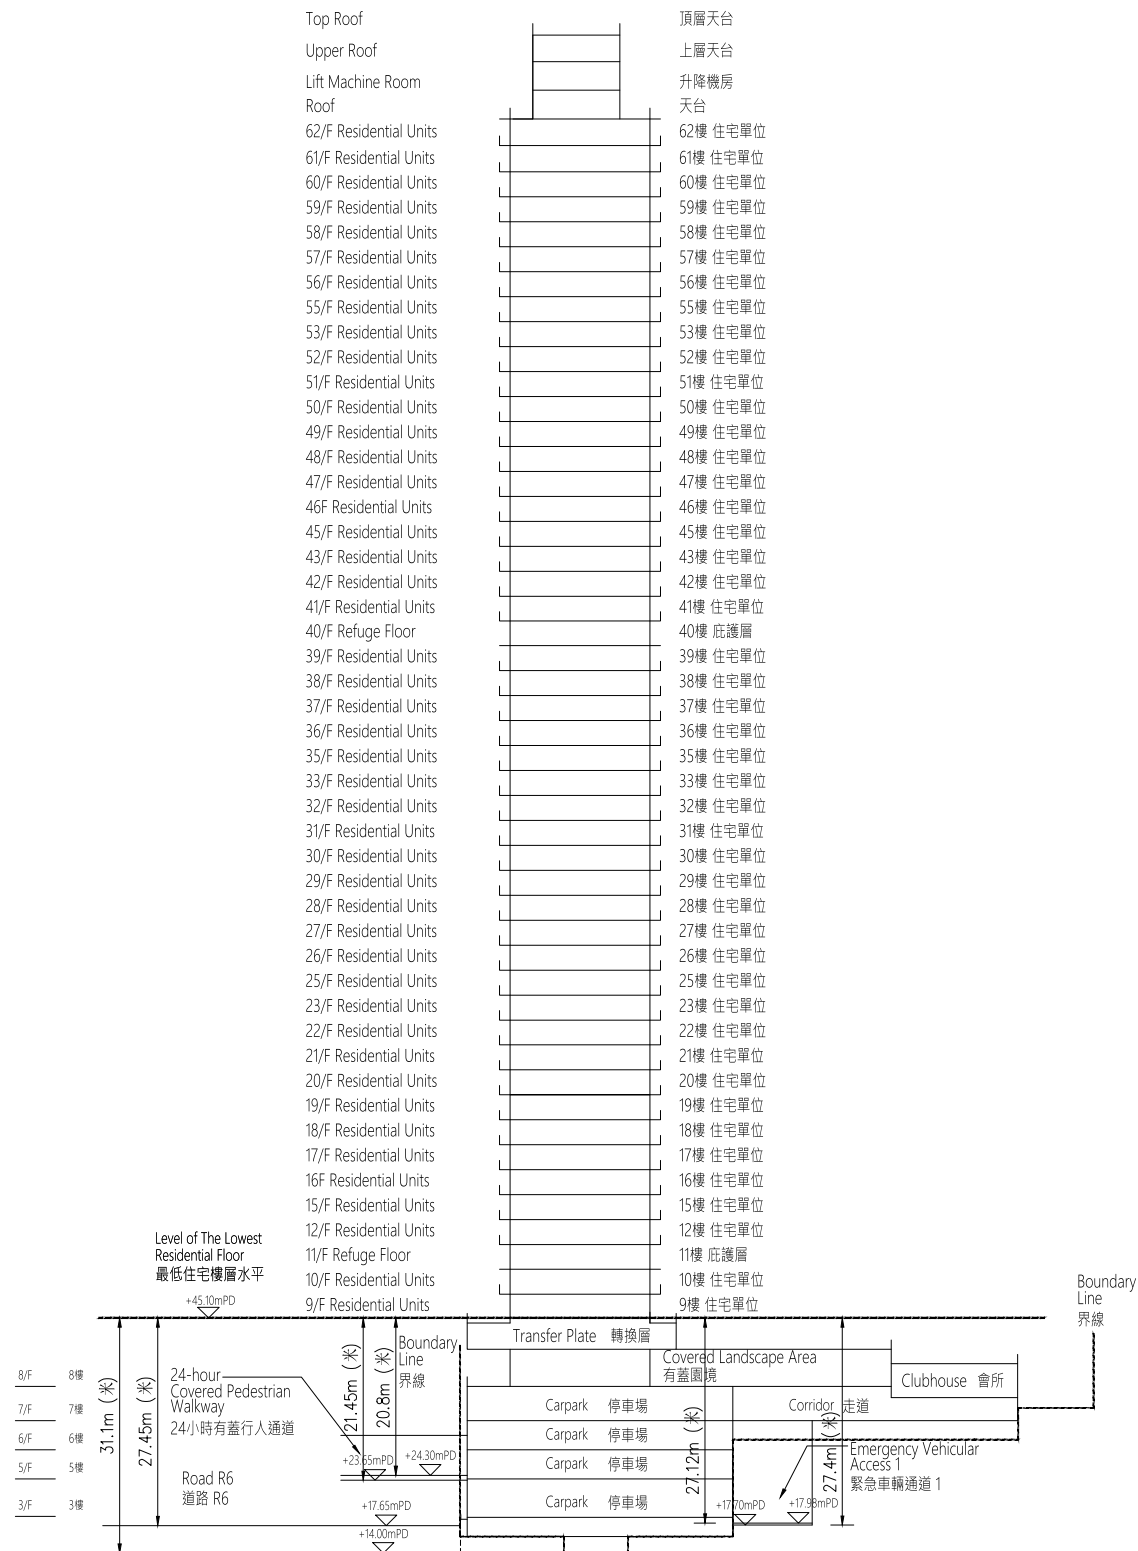 Top Roof 頂層天台
Upper Roof 上層天台
Lift Machine Room 升降機房
Roof 天台
62/F Residential Units 62樓 住宅單位
61/F Residential Units 61樓 住宅單位
60/F Residential Units 60樓 住宅單位
59/F Residential Units 59樓 住宅單位
58/F Residential Units 58樓 住宅單位
57/F Residential Units 57樓 住宅單位
56/F Residential Units 56樓 住宅單位
55/F Residential Units 55樓 住宅單位
53/F Residential Units 53樓 住宅單位
52/F Residential Units 52樓 住宅單位
51/F Residential Units 51樓 住宅單位
50/F Residential Units 50樓 住宅單位
49/F Residential Units 49樓 住宅單位
48/F Residential Units 48樓 住宅單位
47/F Residential Units 47樓 住宅單位
46F Residential Units 46樓 住宅單位
45/F Residential Units 45樓 住宅單位
43/F Residential Units 43樓 住宅單位
42/F Residential Units 42樓 住宅單位
41/F Residential Units 41樓 住宅單位
40/F Refuge Floor 40樓 庇護層
39/F Residential Units 39樓 住宅單位
38/F Residential Units 38樓 住宅單位
37/F Residential Units 37樓 住宅單位
36/F Residential Units 36樓 住宅單位
35/F Residential Units 35樓 住宅單位
33/F Residential Units 33樓 住宅單位
32/F Residential Units 32樓 住宅單位
31/F Residential Units 31樓 住宅單位
30/F Residential Units 30樓 住宅單位
29/F Residential Units 29樓 住宅單位
28/F Residential Units 28樓 住宅單位
27/F Residential Units 27樓 住宅單位
26/F Residential Units 26樓 住宅單位
25/F Residential Units 25樓 住宅單位
23/F Residential Units 23樓 住宅單位
22/F Residential Units 22樓 住宅單位
21/F Residential Units 21樓 住宅單位
20/F Residential Units 20樓 住宅單位
19/F Residential Units 19樓 住宅單位
18/F Residential Units 18樓 住宅單位
17/F Residential Units 17樓 住宅單位
16F Residential Units 16樓 住宅單位
15/F Residential Units 15樓 住宅單位
12/F Residential Units 12樓 住宅單位
11/F Refuge Floor 11樓 庇護層
10/F Residential Units 10樓 住宅單位
9/F Residential Units 9樓 住宅單位
Level of The Lowest
Residential Floor
最低住宅樓層水平
+45.10mPD
Boundary
Line
界線
Transfer Plate 轉換層
Boundary
Line
界線
Covered Landscape Area
有蓋園境
Clubhouse 會所
8/F 8樓
7/F 7樓
6/F 6樓
5/F 5樓
3/F 3樓
31.1m (米)
27.45m (米)
24-hour
Covered Pedestrian
Walkway
24小時有蓋行人通道
21.45m (米)
20.8m (米)
Carpark 停車場
Corridor 走道
Carpark 停車場
Carpark 停車場
Carpark 停車場
27.12m (米)
27.4m (米)
Emergency Vehicular
Access 1
緊急車輛通道 1
+23.65mPD
+24.30mPD
Road R6
道路 R6
+17.65mPD
+14.00mPD
+17.70mPD
+17.98mPD